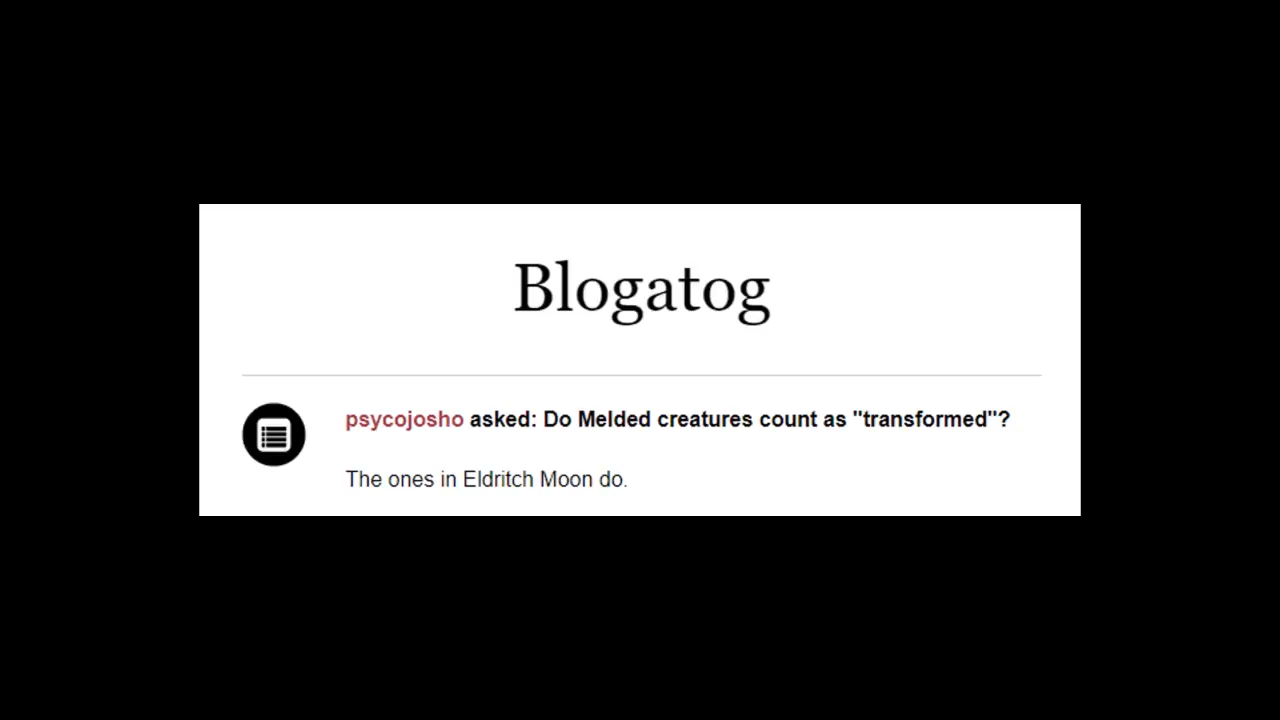 Blogatog
psycojosho asked: Do Melded creatures count as "transformed"?
The ones in Eldritch Moon do.